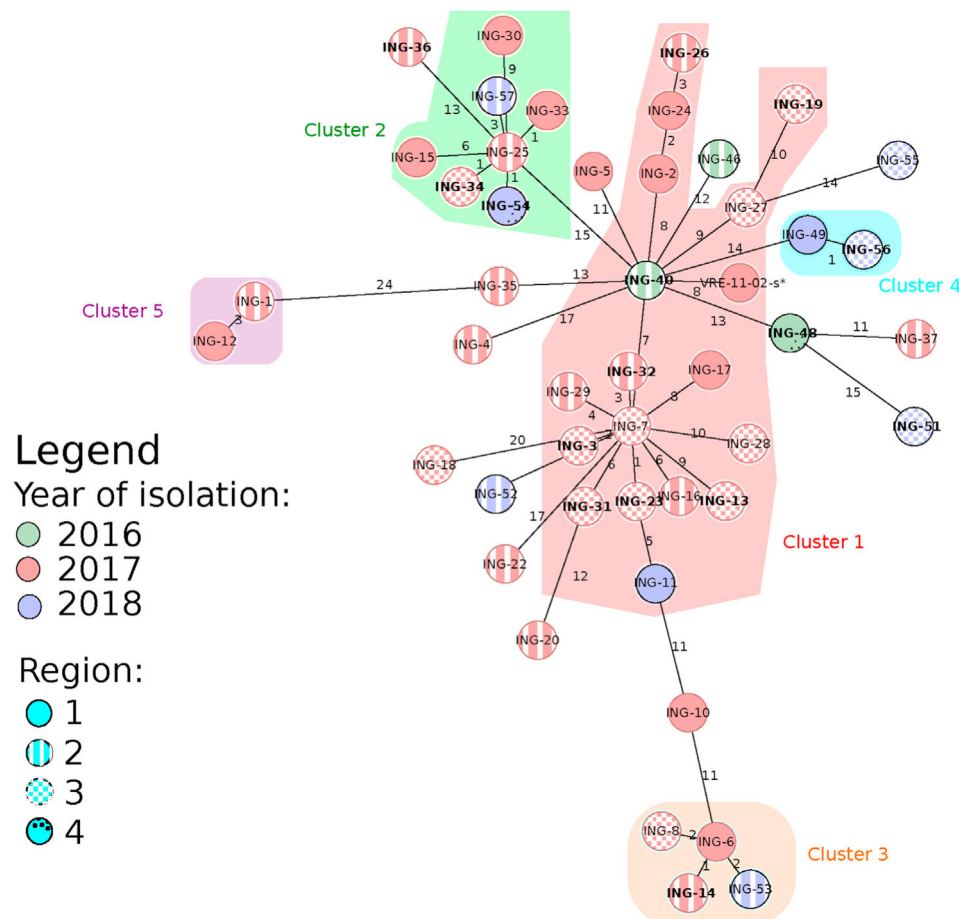 ING-36
ING-30
9
ING-57
ING-26
3
ING-24
ING-19
13
3
ING-33
1
Cluster 2
6
ING-15
ING-25
1
ING-34
1
ING-54
2
ING-2
ING-5
ING-46
10
ING-55
14
12
ING-27
11
8
9
15
14
ING-49
1
ING-56
Cluster 4
24
ING-1
Cluster 5
3
ING-12
13
ING-35
ING-40
VRE-11-02-s*
8
13
17
ING-4
ING-48
11
ING-37
7
ING-32
ING-17
15
ING-51
ING-29
3
8
4
ING-7
10
ING-28
20
ING-18
ING-3
2
6
1
6
9
ING-52
ING-31
ING-23
ING-16
ING-13
Legend
Year of isolation:
2016
2017
2018
17
5
Cluster 1
ING-22
12
ING-11
ING-20
11
Region:
1
2
3
4
ING-10
11
ING-8
2
ING-6
1
2
ING-14
ING-53
Cluster 3